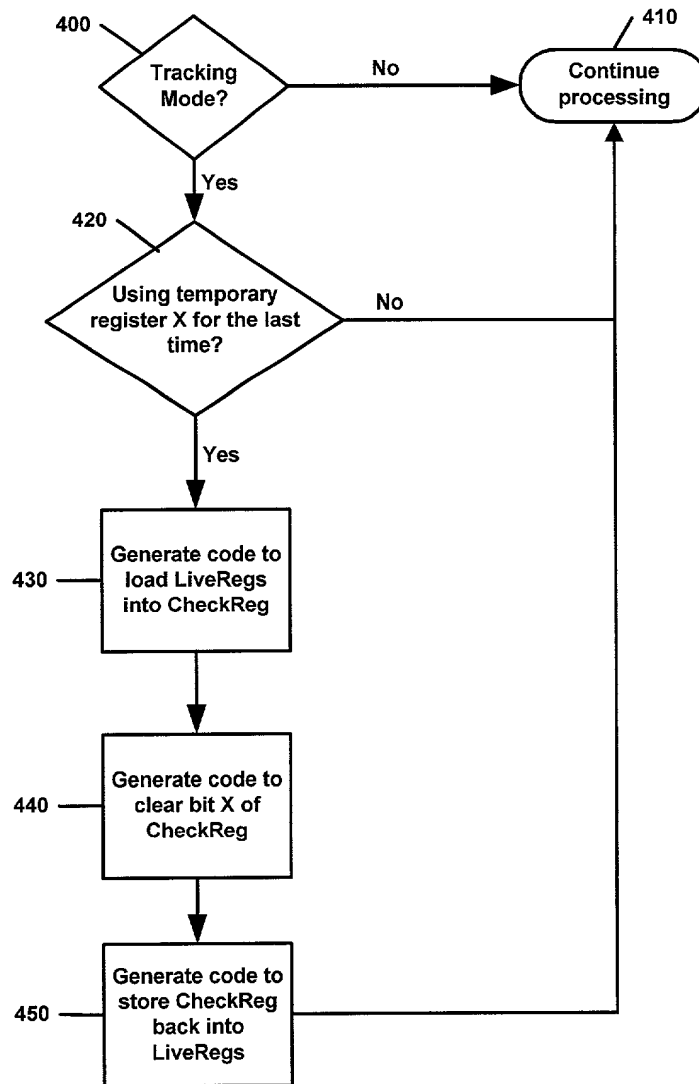 400
Tracking
Mode?
No
410
Continue
processing
Yes
420
Using temporary
register X for the last
time?
No
Yes
430
Generate code to
load LiveRegs
into CheckReg
440
Generate code to
clear bit X of
CheckReg
450
Generate code to
store CheckReg
back into
LiveRegs